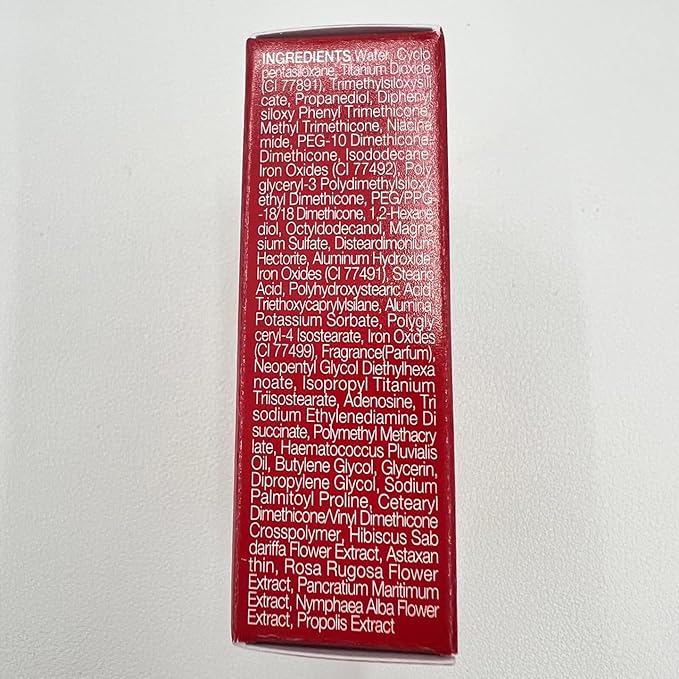 INGREDIENTS:Water, Cyclo
pentasiloxane, Titanium Dioxide
(CI 77891), Trimethylsiloxysili
cate, Propanediol, Diphenyl
siloxy Phenyl Trimethicone,
Methyl Trimethicone, Niacina
mide, PEG-10 Dimethicone,
Dimethicone, Isododecane,
Iron Oxides (CI 77492), Poly
glyceryl-3 Polydimethylsiloxy
ethyl Dimethicone, PEG/PPG
-18/18 Dimethicone, 1,2-Hexane
diol, Octyldodecanol, Magne
sium Sulfate, Disteardimonium
Hectorite, Aluminum Hydroxide,
Iron Oxides (CI 77491), Stearic
Acid, Polyhydroxystearic Acid,
Triethoxycaprylylsilane, Alumina,
Potassium Sorbate, Polygly
ceryl-4 Isostearate, Iron Oxides
(CI 77499), Fragrance(Parfum),
Neopentyl Glycol Diethylhexa
noate, Isopropyl Titanium
Triisostearate, Adenosine, Tri
sodium Ethylenediamine Di
succinate, Polymethyl Methacry
late, Haematococcus Pluvialis
Oil, Butylene Glycol, Glycerin,
Dipropylene Glycol, Sodium
Palmitoyl Proline, Cetearyl
Dimethicone/Vinyl Dimethicone
Crosspolymer, Hibiscus Sab
dariffa Flower Extract, Astaxan
thin, Rosa Rugosa Flower
Extract, Pancratium Maritimum
Extract, Nymphaea Alba Flower
Extract, Propolis Extract